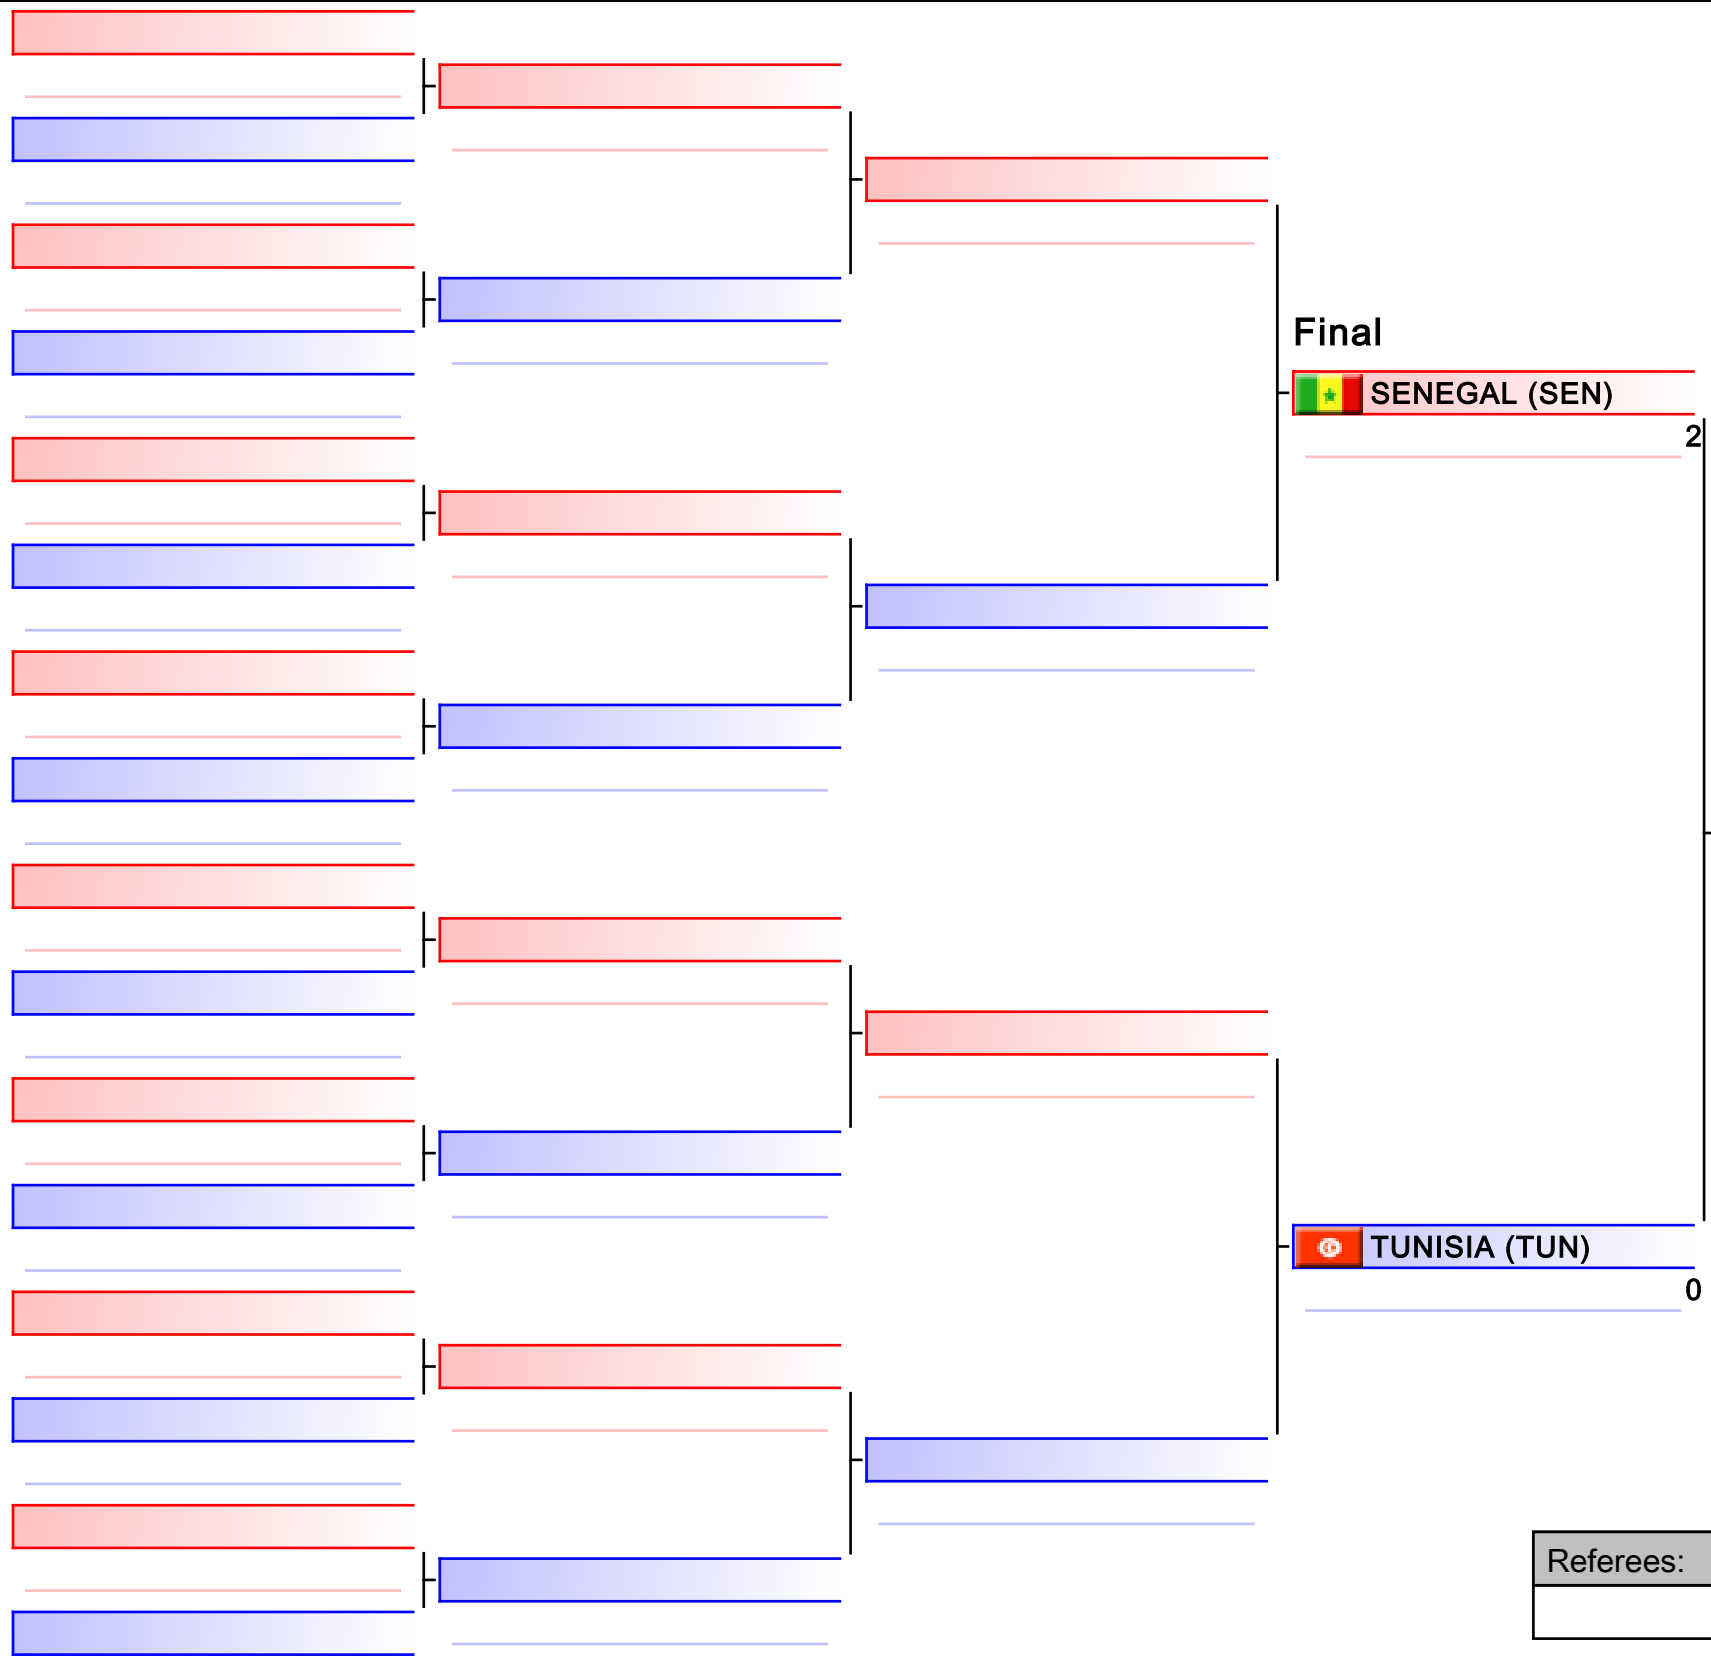 Final
SENEGAL (SEN)
2
TUNISIA (TUN)
0
Referees: